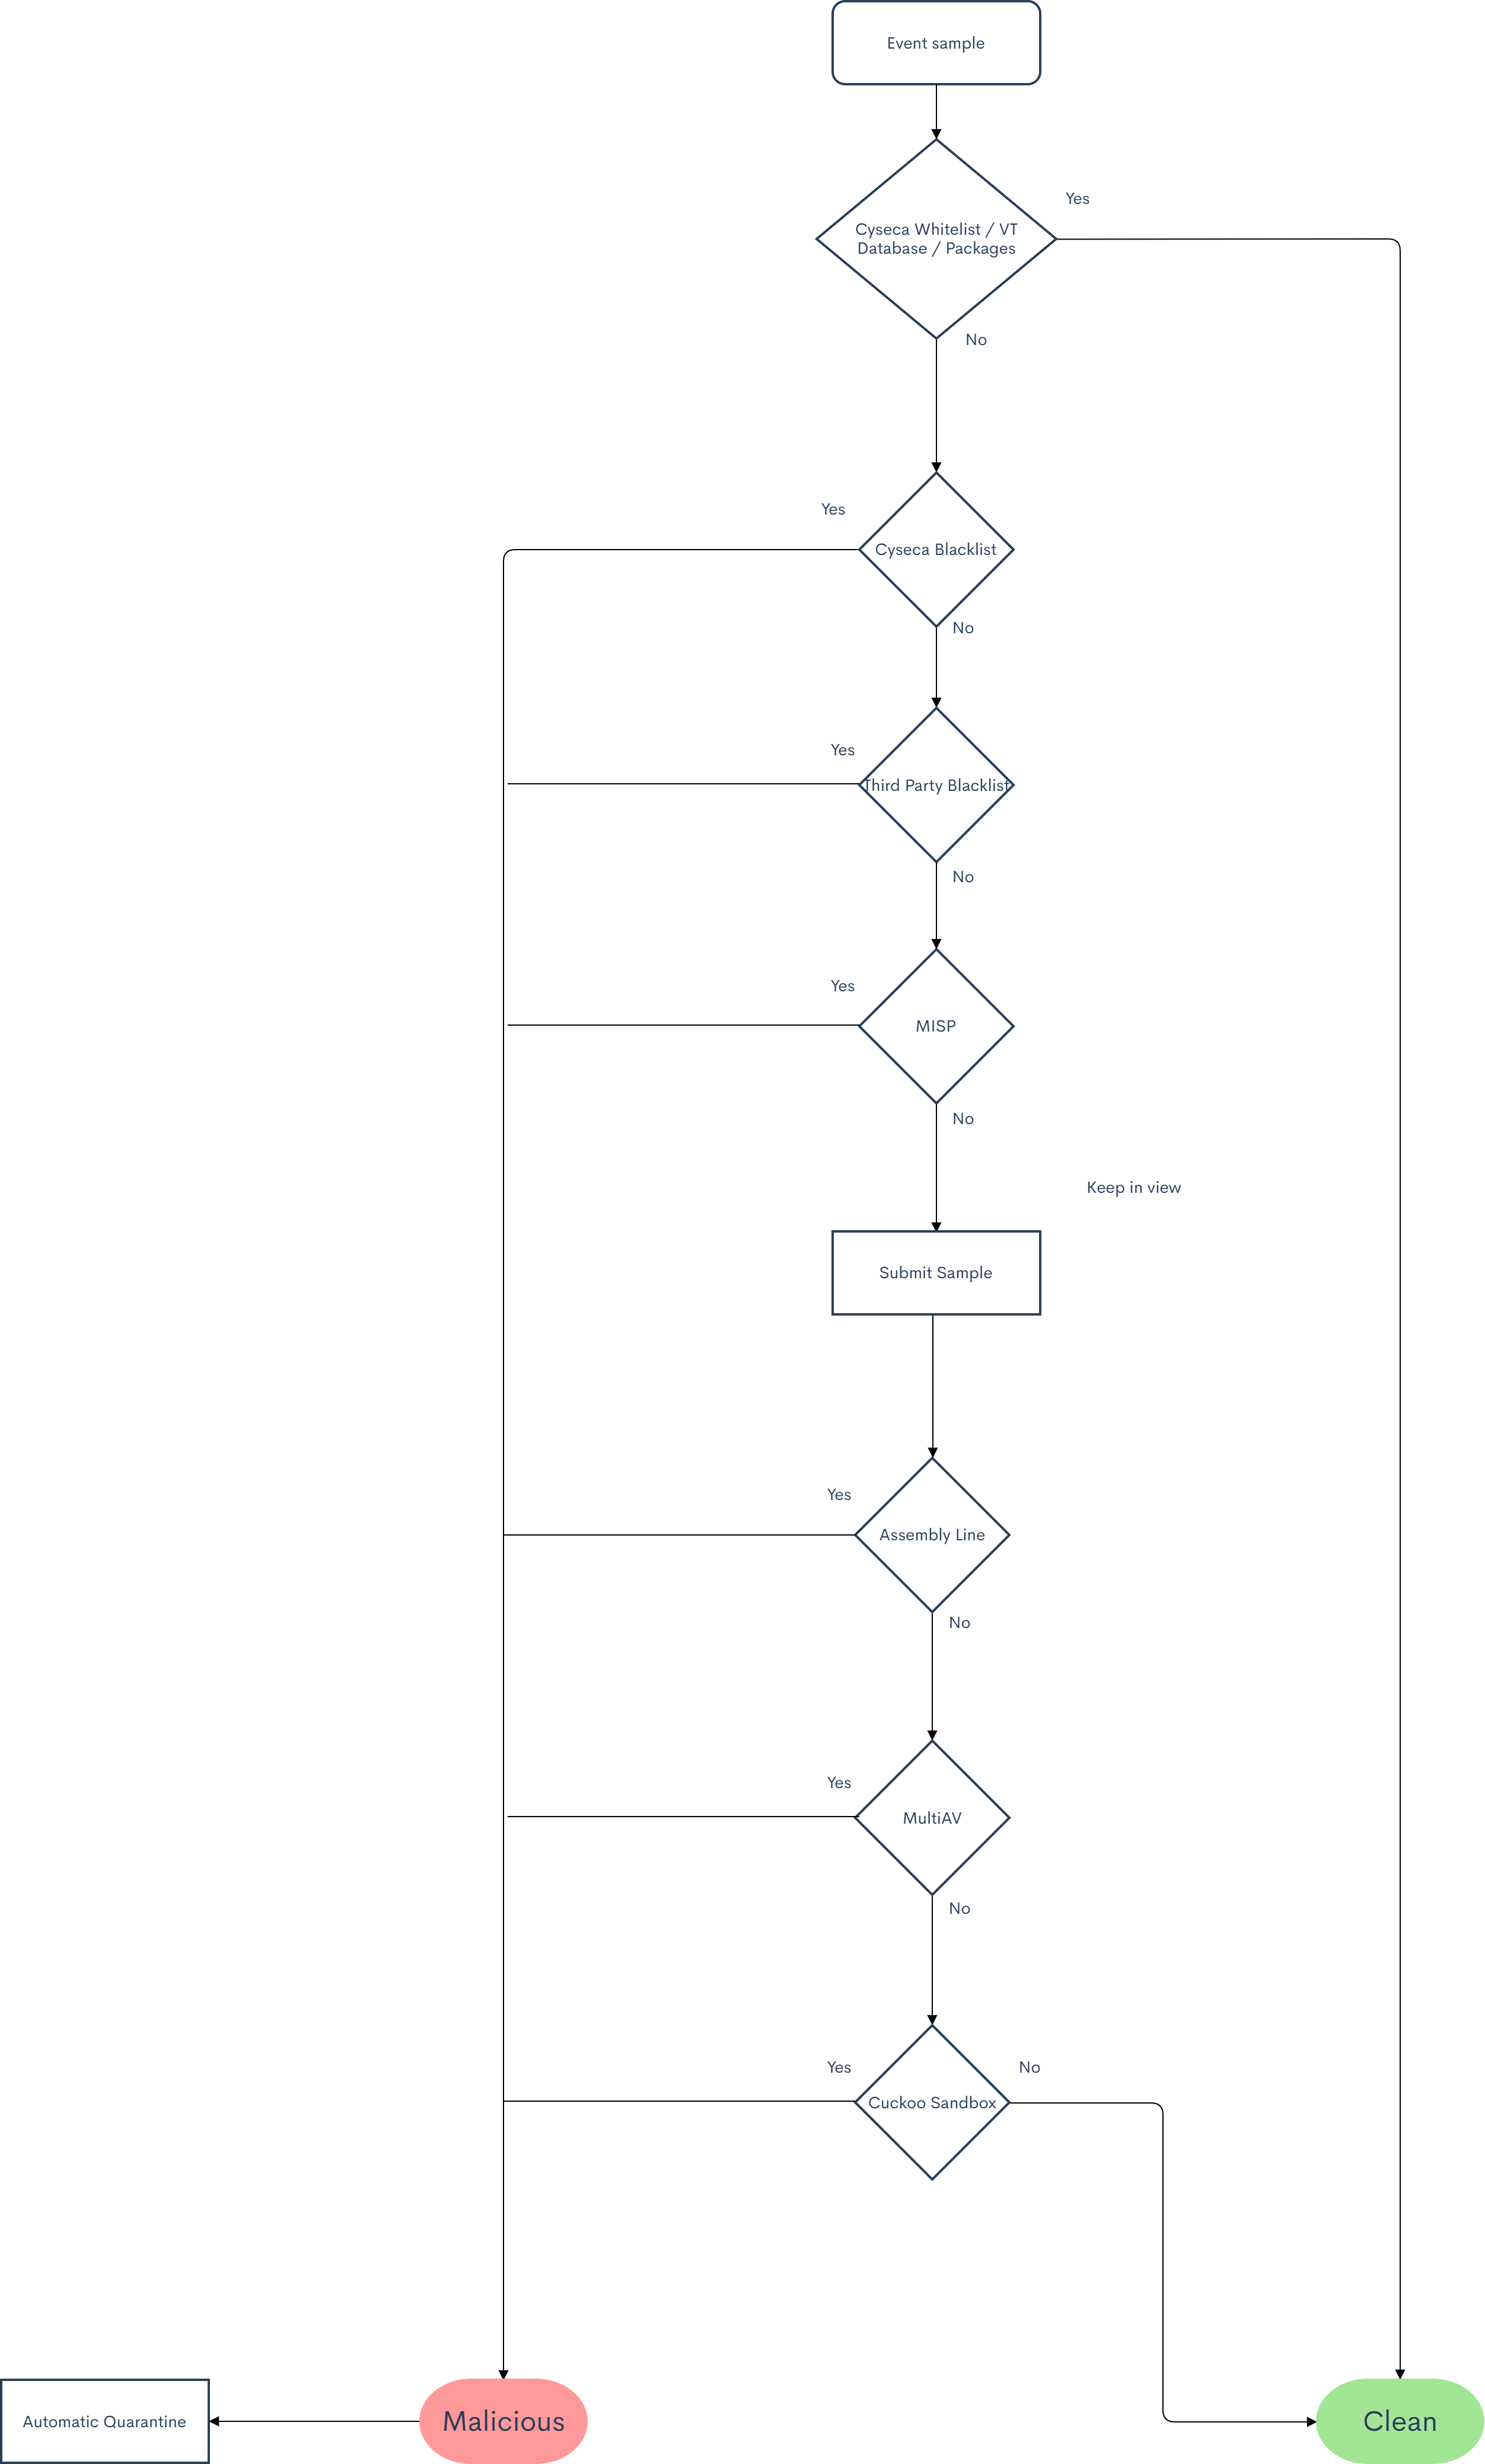 Event sample
Yes
Cyseca Whitelist / VT
Database / Packages
No
Yes
Cyseca Blacklist
No
Yes
Third Party Blacklist
No
Yes
MISP
No
Keep in view
Submit Sample
Yes
Assembly Line
No
Yes
MultiAV
No
Yes
No
Cuckoo Sandbox
Automatic Quarantine
Malicious
Clean